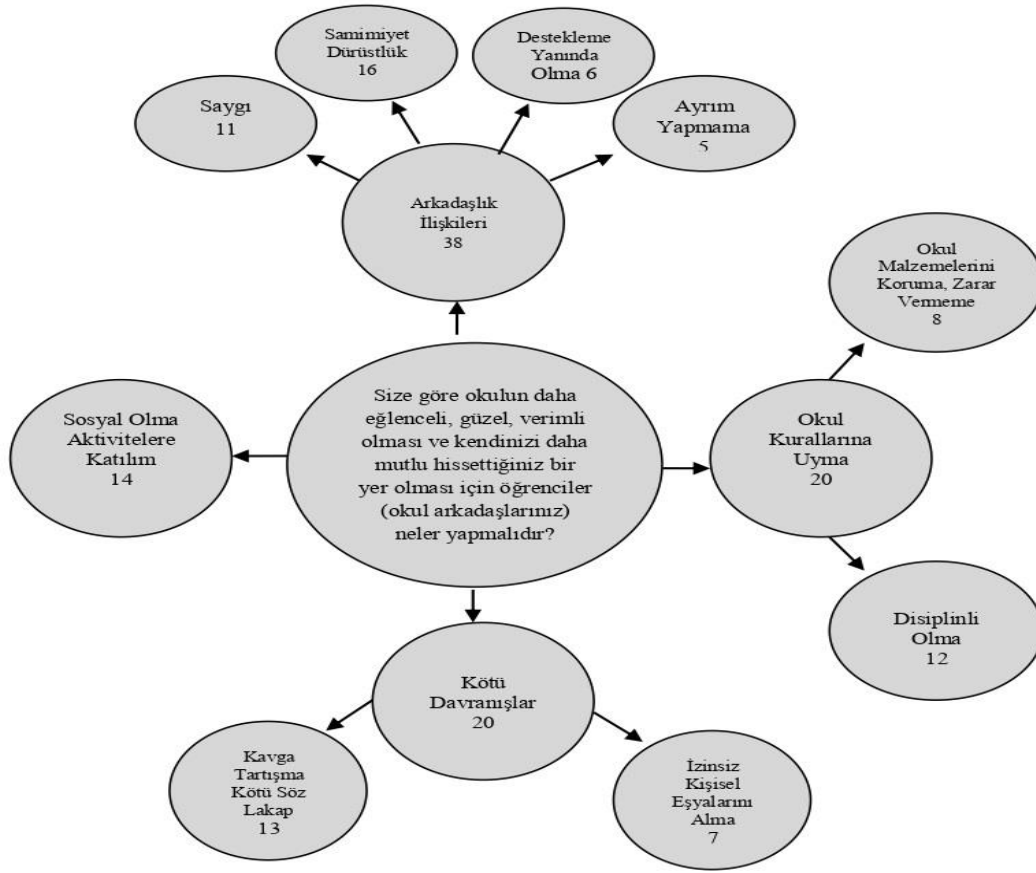 Samimiyet
Dürüstlük
16
Destekleme
Yanında
Olma 6
Saygı
11
Ayrım
Yapmama
5
Arkadaşlık
İlişkileri
38
Okul
Malzemelerini
Koruma, Zarar
Vermeme
8
Sosyal Olma
Aktivitelere
Katılım
14
Size göre okulun daha
eğlenceli, güzel, verimli
olması ve kendinizi daha
mutlu hissettiğiniz bir
yer olması için öğrenciler
(okul arkadaşlarınız)
neler yapmalıdır?
Okul
Kurallarına
Uyma
20
Disiplinli
Olma
12
Kötü
Davranışlar
20
Kavga
Tartışma
Kötü Söz
Lakap
13
İzinsiz
Kişisel
Eşyalarını
Alma
7